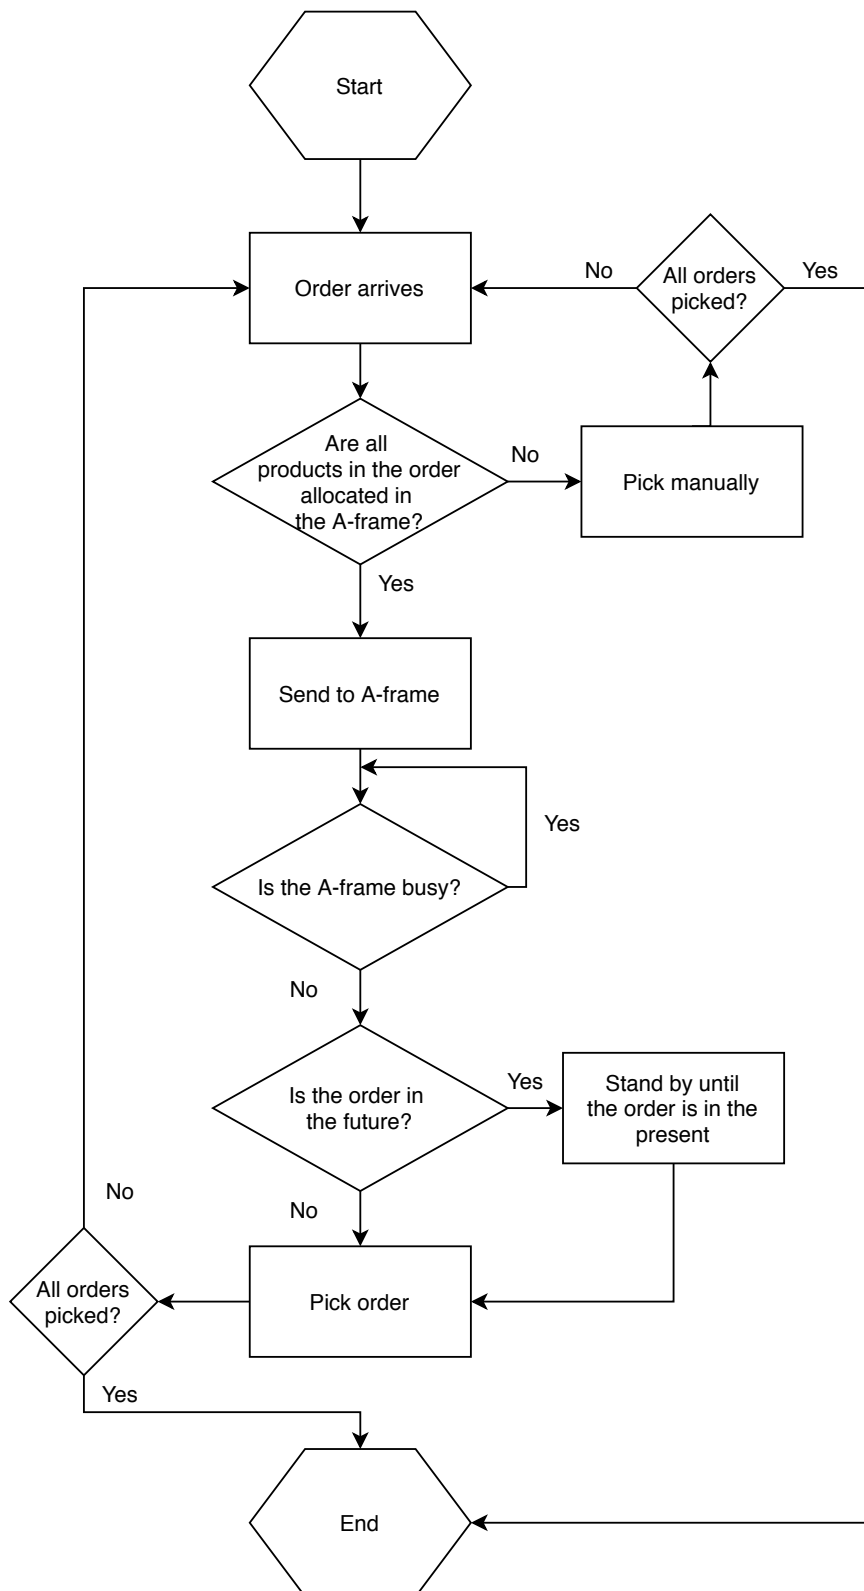 Start
Order arrives
No
All orders
picked?
Yes
Are all
products in the order
allocated in
the A-frame?
No
Pick manually
Yes
Send to A-frame
Yes
Is the A-frame busy?
No
Is the order in
the future?
Yes
Stand by until
the order is in the
present
No
No
Pick order
All orders
picked?
Yes
End